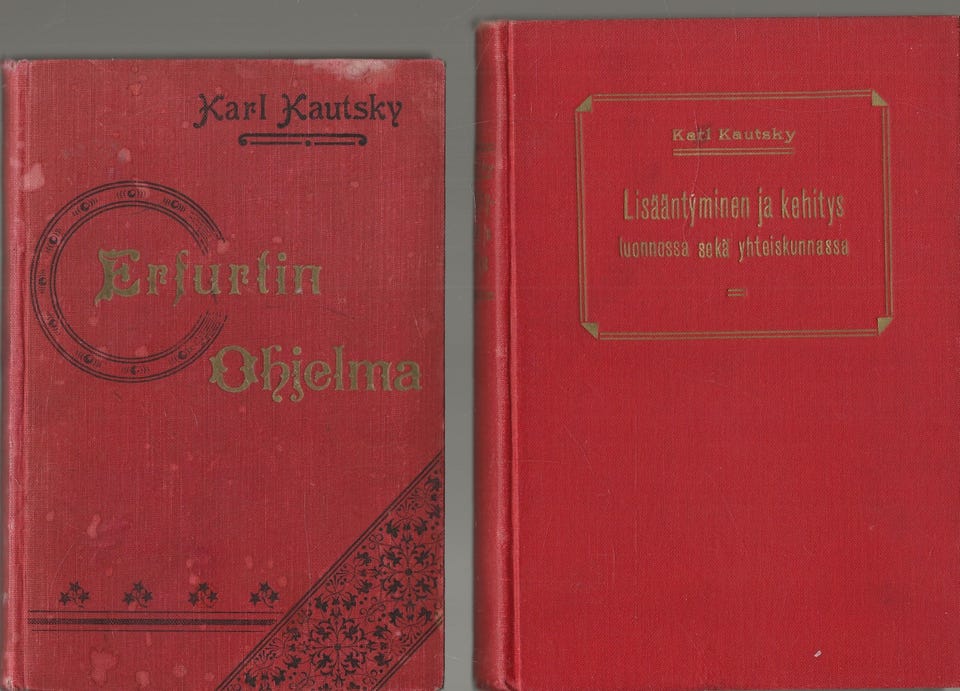 Karl Kautsky
Erfurtin
Ohjelma
Karl Kautsky
Lisääntyminen ja kehitys
luonnossa sekä yhteiskunnassa